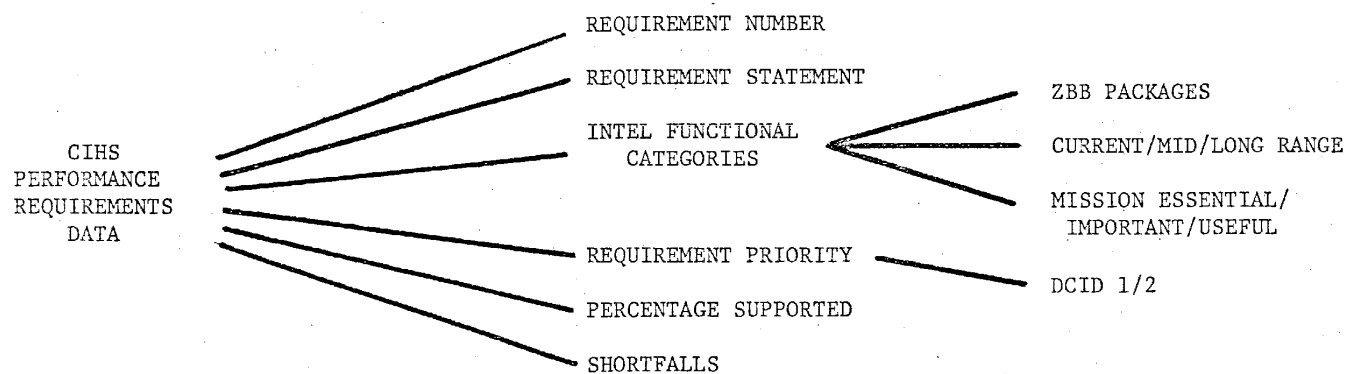 CIHS
PERFORMANCE
REQUIREMENTS
DATA
REQUIREMENT NUMBER
REQUIREMENT STATEMENT
INTEL FUNCTIONAL
CATEGORIES
REQUIREMENT PRIORITY
PERCENTAGE SUPPORTED
SHORTFALLS
ZBB PACKAGES
CURRENT/MID/LONG RANGE
MISSION ESSENTIAL/
IMPORTANT/USEFUL
DCID 1/2